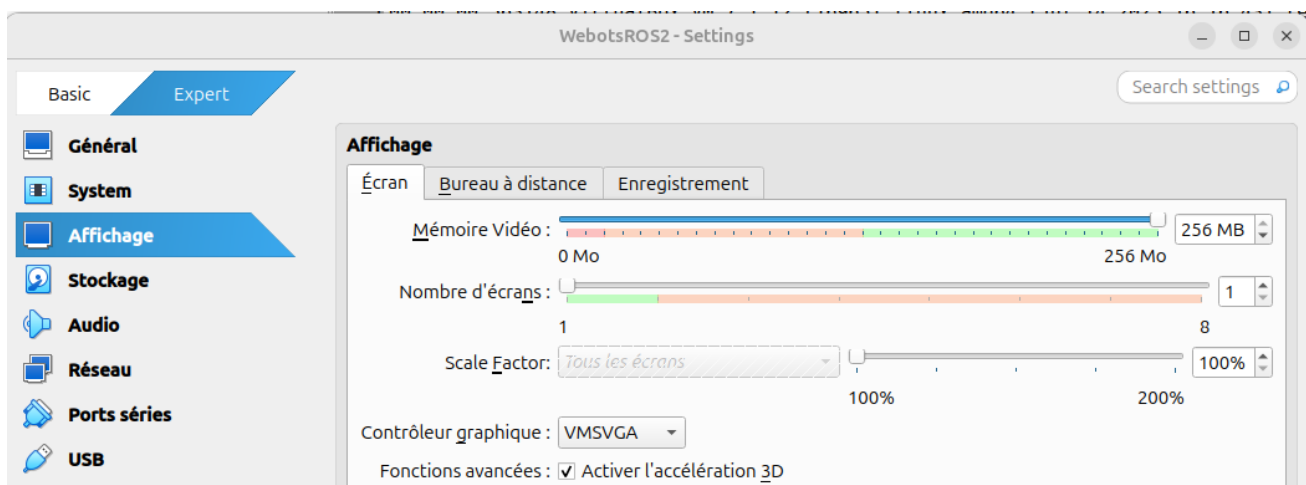 WebotsROS2 - Settings
Basic
Expert
Search settings
Général
System
Affichage
Stockage
Audio
Réseau
Ports séries
USB
Affichage
Écran
Bureau à distance
Enregistrement
Mémoire Vidéo :
256 MB
0 Mo
256 Mo
Nombre d'écrans :
1
1
8
Scale Factor:
Tous les écrans
100%
100%
200%
Contrôleur graphique :
VMSVGA
Fonctions avancées :
Activer l'accélération 3D